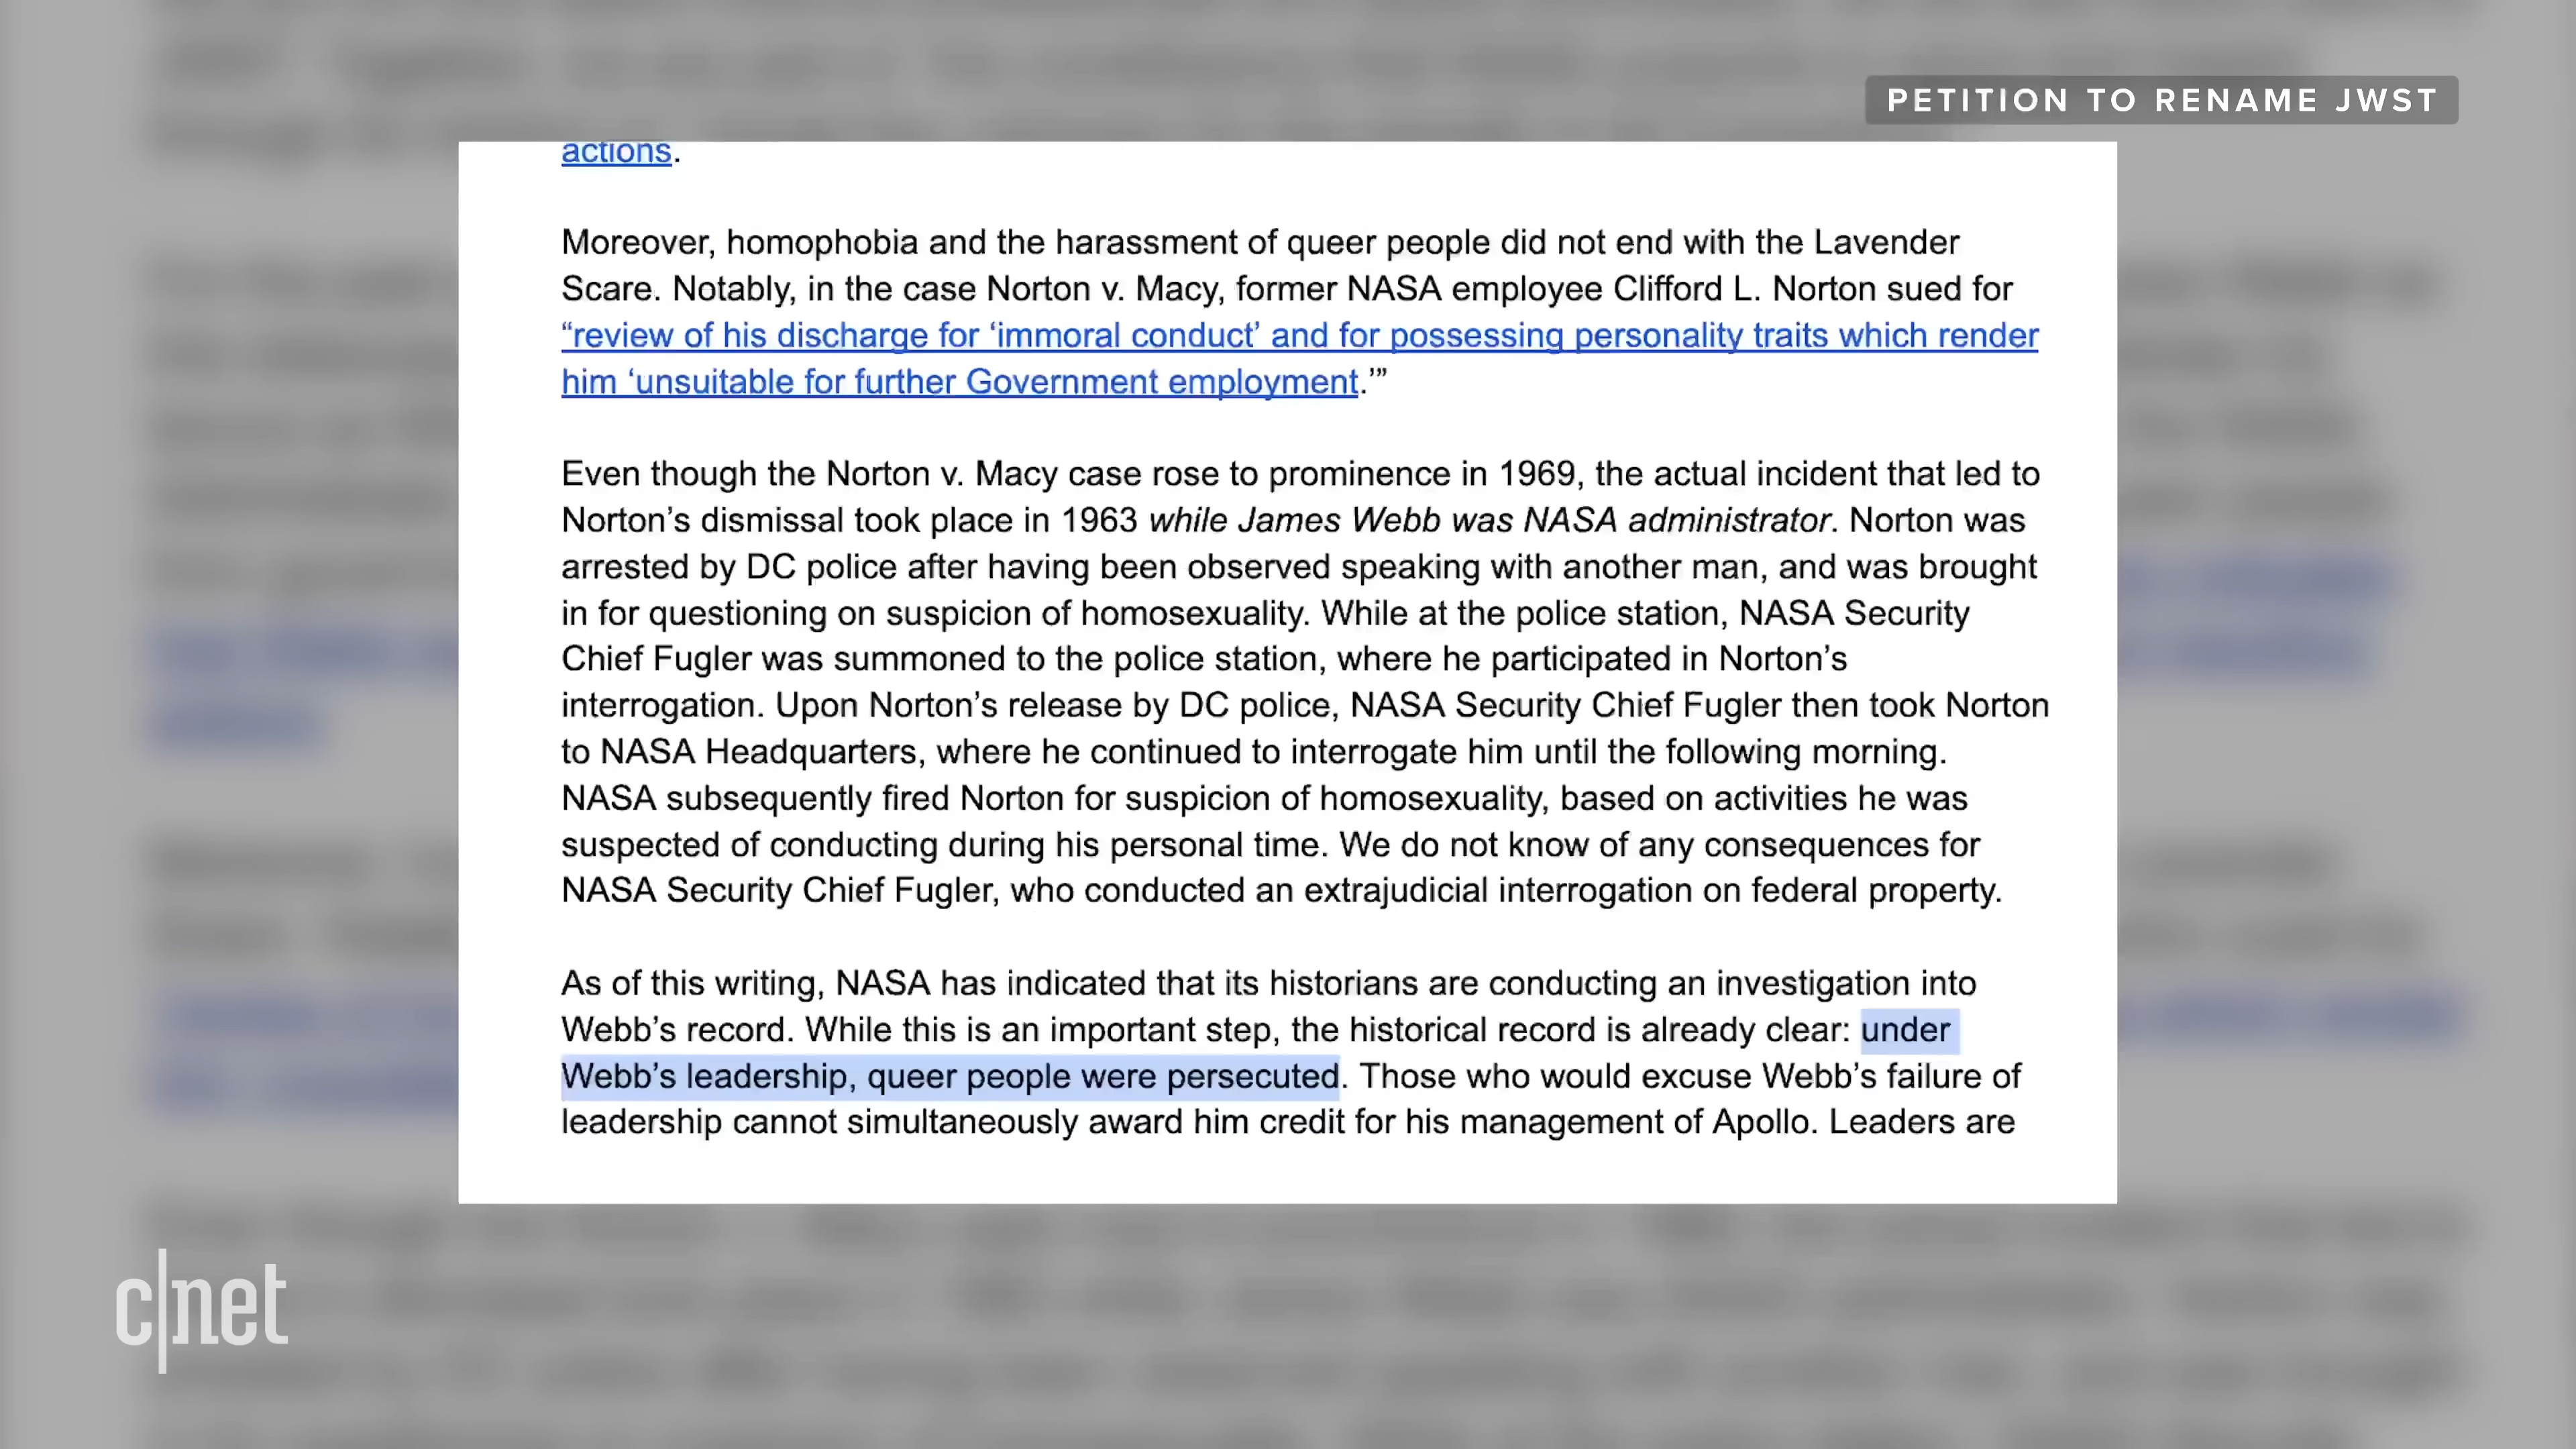 PETITION TO RENAME JWST
actions.
Moreover, homophobia and the harassment of queer people did not end with the Lavender
Scare. Notably, in the case Norton v. Macy, former NASA employee Clifford L. Norton sued for
“review of his discharge for ‘immoral conduct’ and for possessing personality traits which render
him ‘unsuitable for further Government employment.’”
Even though the Norton v. Macy case rose to prominence in 1969, the actual incident that led to
Norton’s dismissal took place in 1963 while James Webb was NASA administrator. Norton was
arrested by DC police after having been observed speaking with another man, and was brought
in for questioning on suspicion of homosexuality. While at the police station, NASA Security
Chief Fugler was summoned to the police station, where he participated in Norton’s
interrogation. Upon Norton’s release by DC police, NASA Security Chief Fugler then took Norton
to NASA Headquarters, where he continued to interrogate him until the following morning.
NASA subsequently fired Norton for suspicion of homosexuality, based on activities he was
suspected of conducting during his personal time. We do not know of any consequences for
NASA Security Chief Fugler, who conducted an extrajudicial interrogation on federal property.
As of this writing, NASA has indicated that its historians are conducting an investigation into
Webb’s record. While this is an important step, the historical record is already clear: under
Webb’s leadership, queer people were persecuted. Those who would excuse Webb’s failure of
leadership cannot simultaneously award him credit for his management of Apollo. Leaders are
c|net